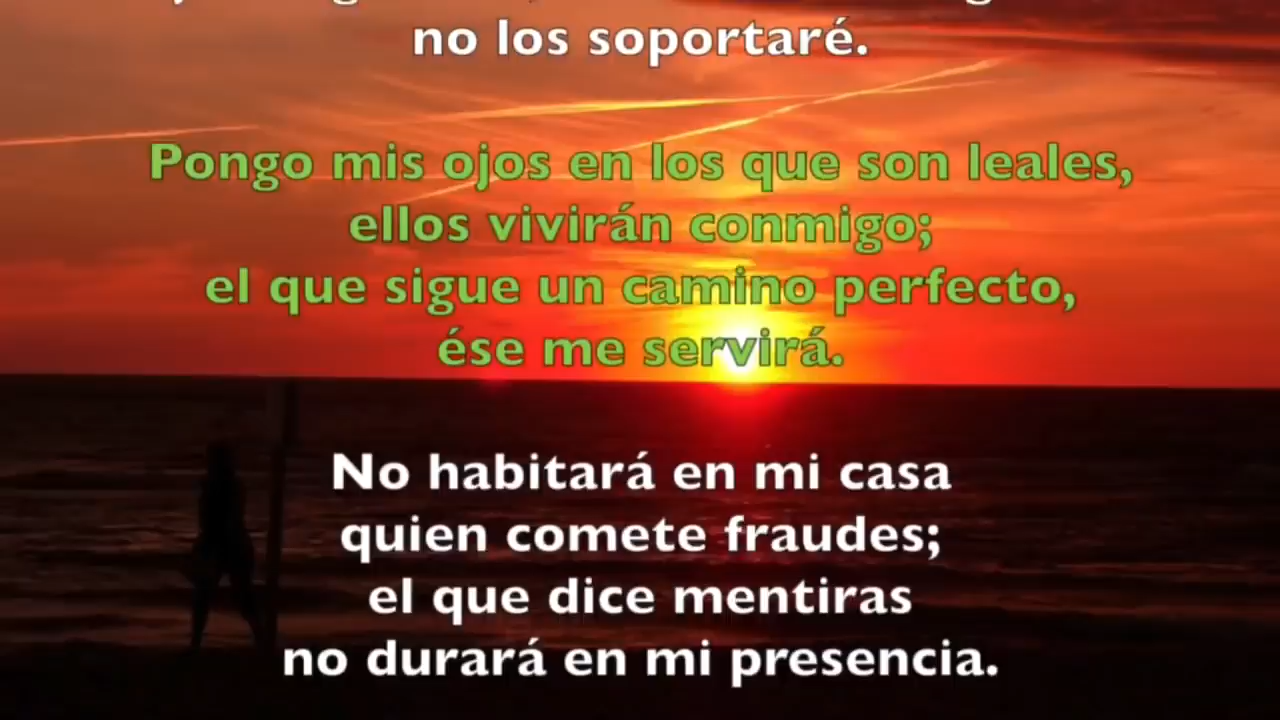 no los soportaré.
Pongo mis ojos en los que son leales,
ellos vivirán conmigo;
el que sigue un camino perfecto,
ése me servirá.
No habitará en mi casa
quien comete fraudes;
el que dice mentiras
no durará en mi presencia.